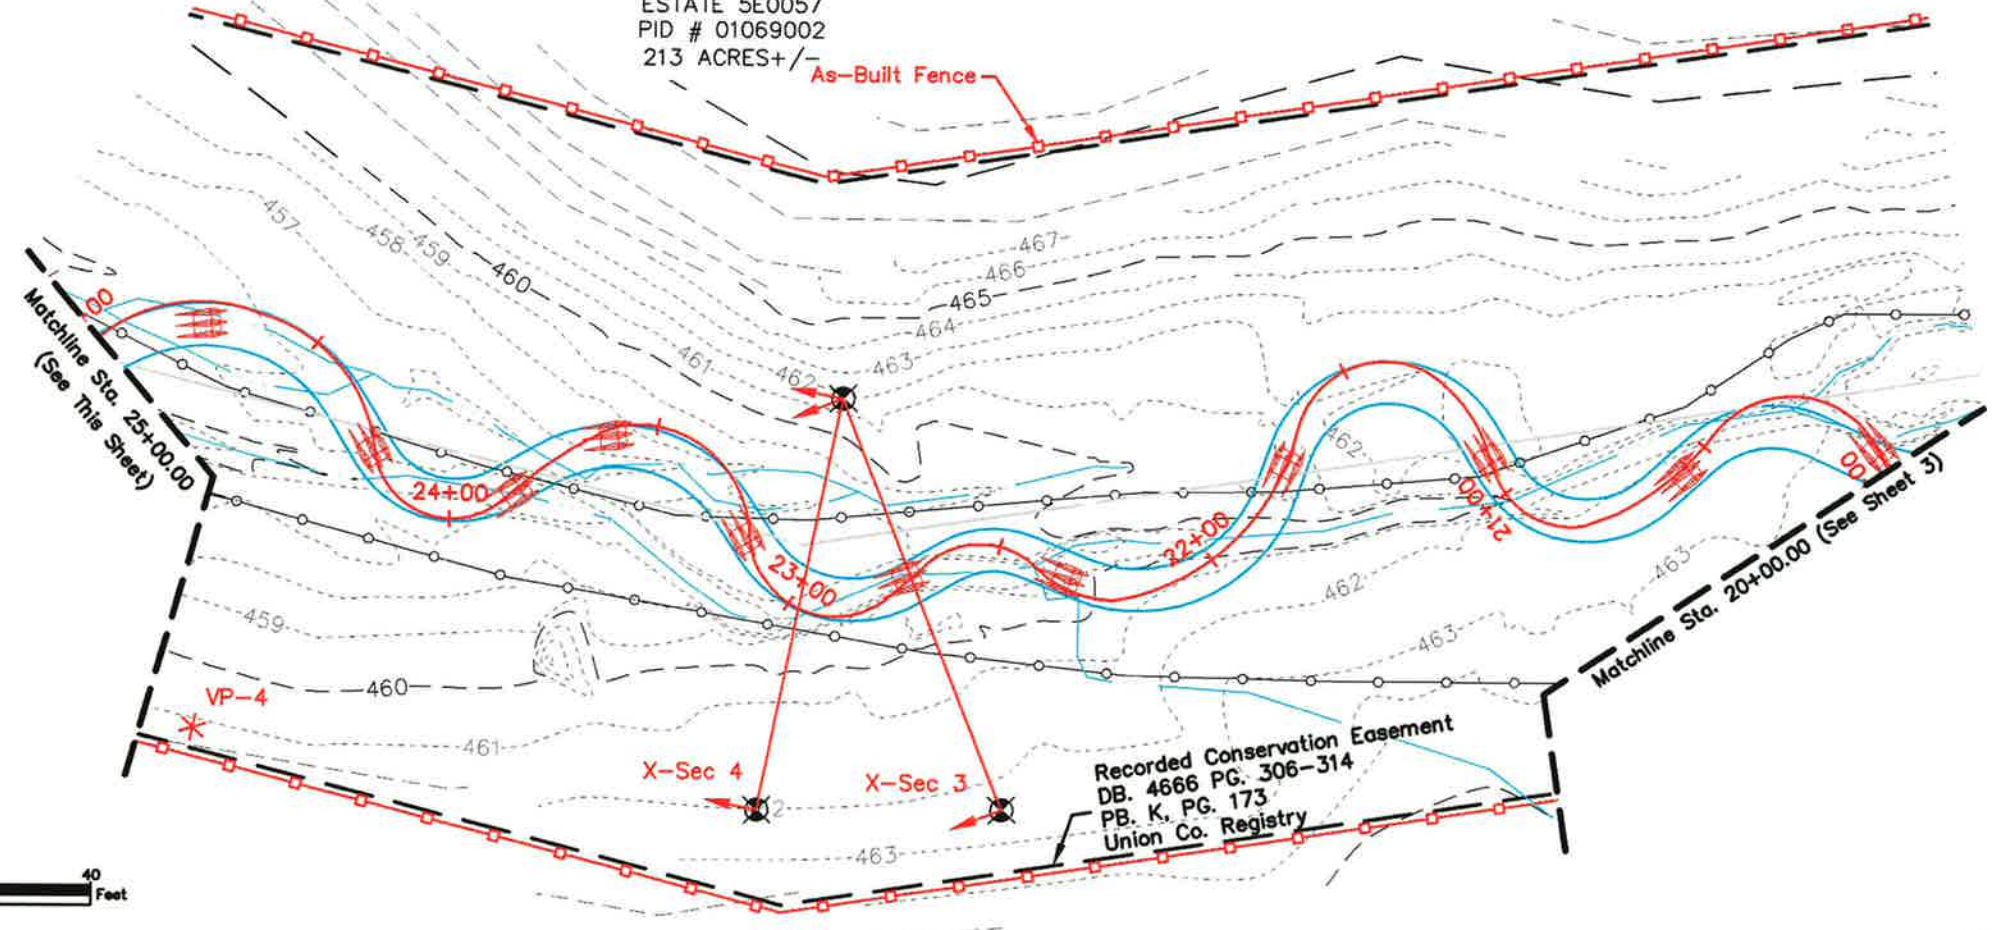 ESTATE 5E0057
PID # 01069002
213 ACRES+/-
As-Built Fence
457
458
459
460
461
462
463
464
465
466
467
Matchline Sta. 25+00.00
(See This Sheet)
00
24+00
23+00
22+00
21+00
00
462
462
463
463
Matchline Sta. 20+00.00 (See Sheet 3)
459
460
461
VP-4
X-Sec 4
X-Sec 3
2
463
Recorded Conservation Easement
DB. 4666 PG. 306-314
PB. K, PG. 173
Union Co. Registry
40
Feet